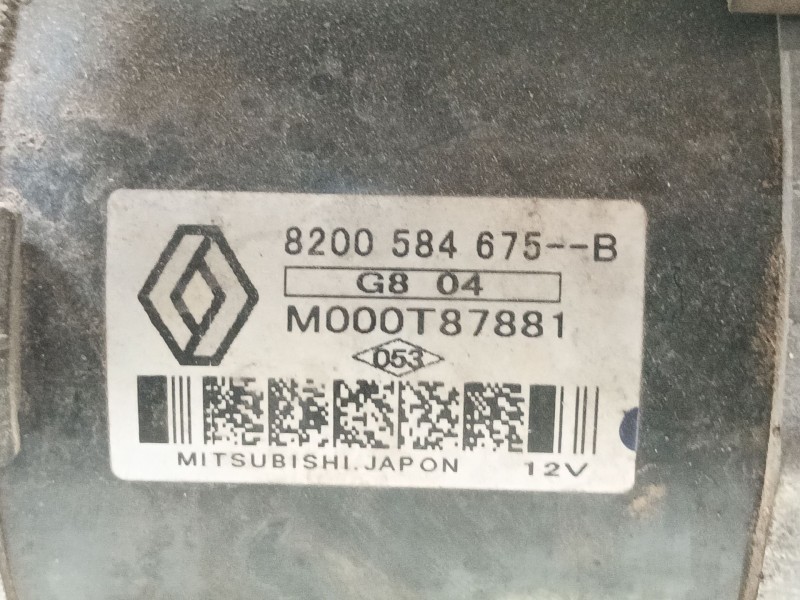 8200 584 675--B
G8 04
M000T87881
D53
MITSUBISHI.JAPON 12V